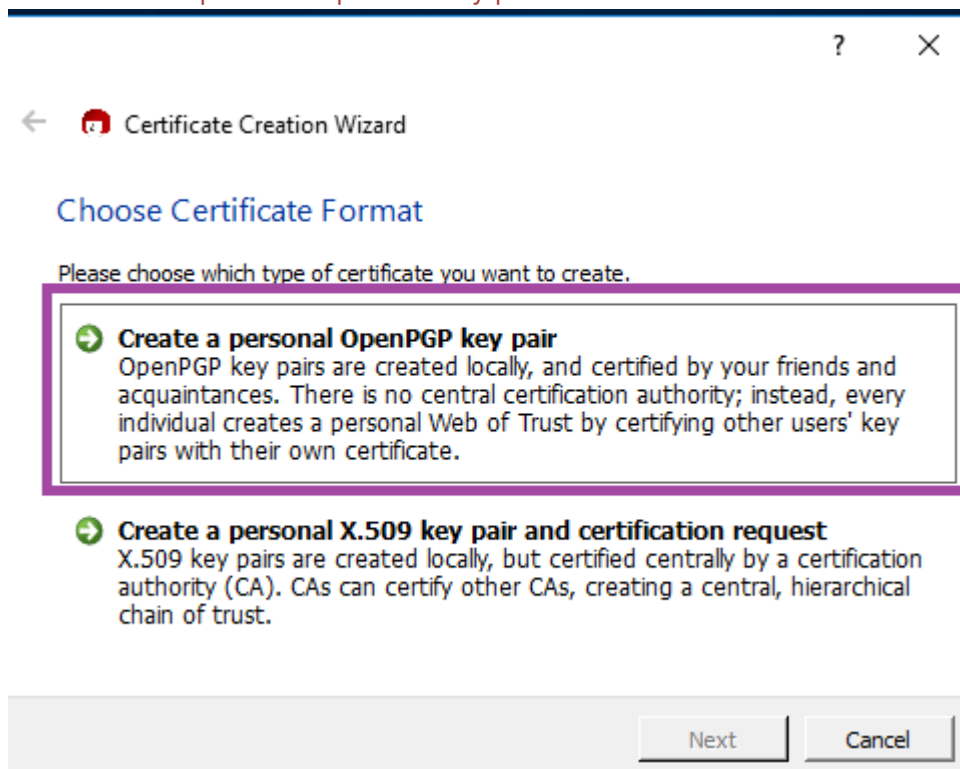 ?
Certificate Creation Wizard
Choose Certificate Format
Please choose which type of certificate you want to create.
Create a personal OpenPGP key pair
OpenPGP key pairs are created locally, and certified by your friends and
acquaintances. There is no central certification authority; instead, every
individual creates a personal Web of Trust by certifying other users' key
pairs with their own certificate.
Create a personal X.509 key pair and certification request
X.509 key pairs are created locally, but certified centrally by a certification
authority (CA). CAs can certify other CAs, creating a central, hierarchical
chain of trust.
Next Cancel